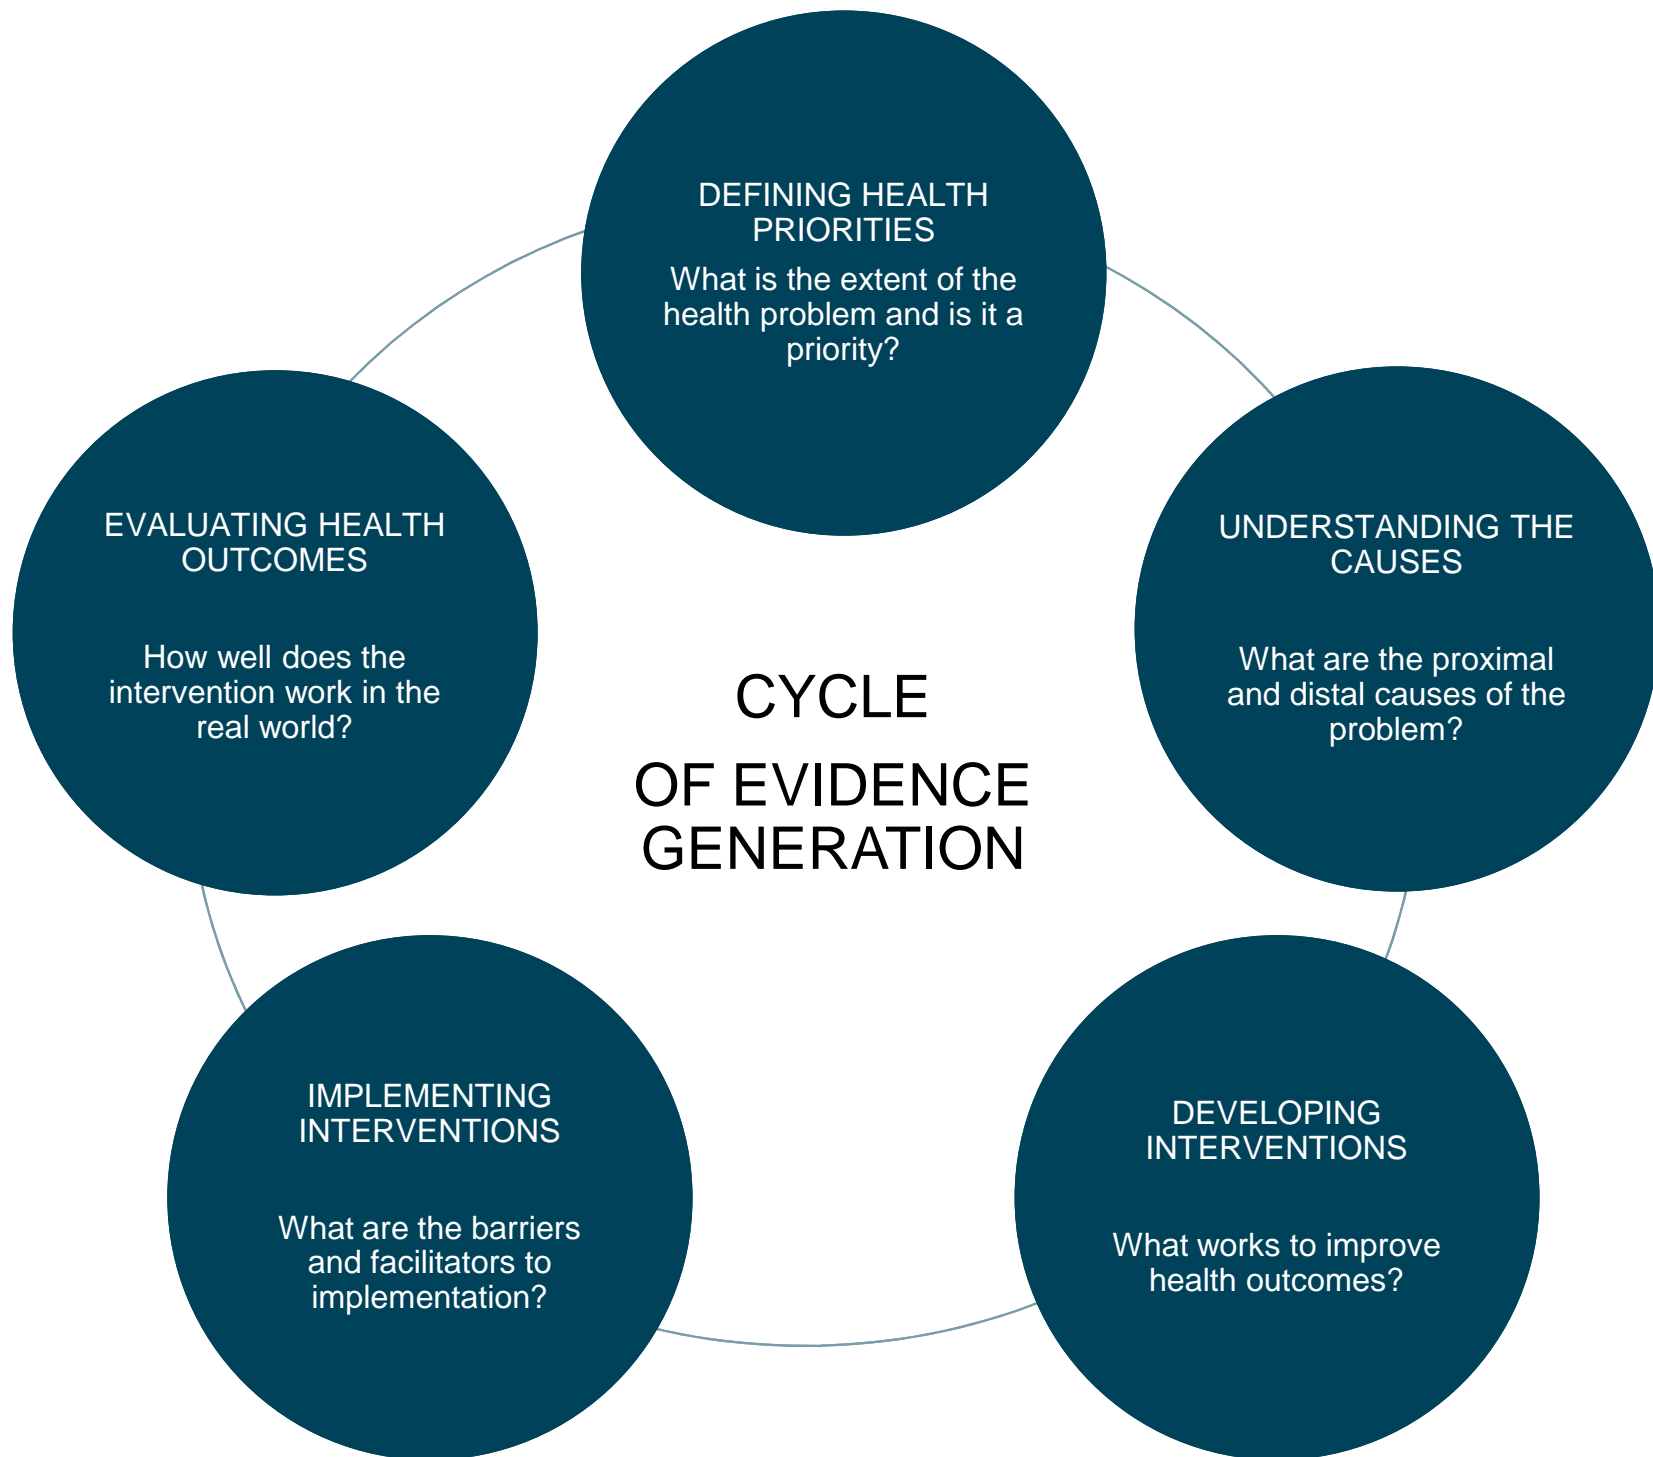 DEFINING HEALTH
PRIORITIES
What is the extent of the
health problem and is it a
priority?
UNDERSTANDING THE
CAUSES
What are the proximal
and distal causes of the
problem?
DEVELOPING
INTERVENTIONS
What works to improve
health outcomes?
IMPLEMENTING
INTERVENTIONS
What are the barriers
and facilitators to
implementation?
EVALUATING HEALTH
OUTCOMES
How well does the
intervention work in the
real world?
CYCLE
OF EVIDENCE
GENERATION